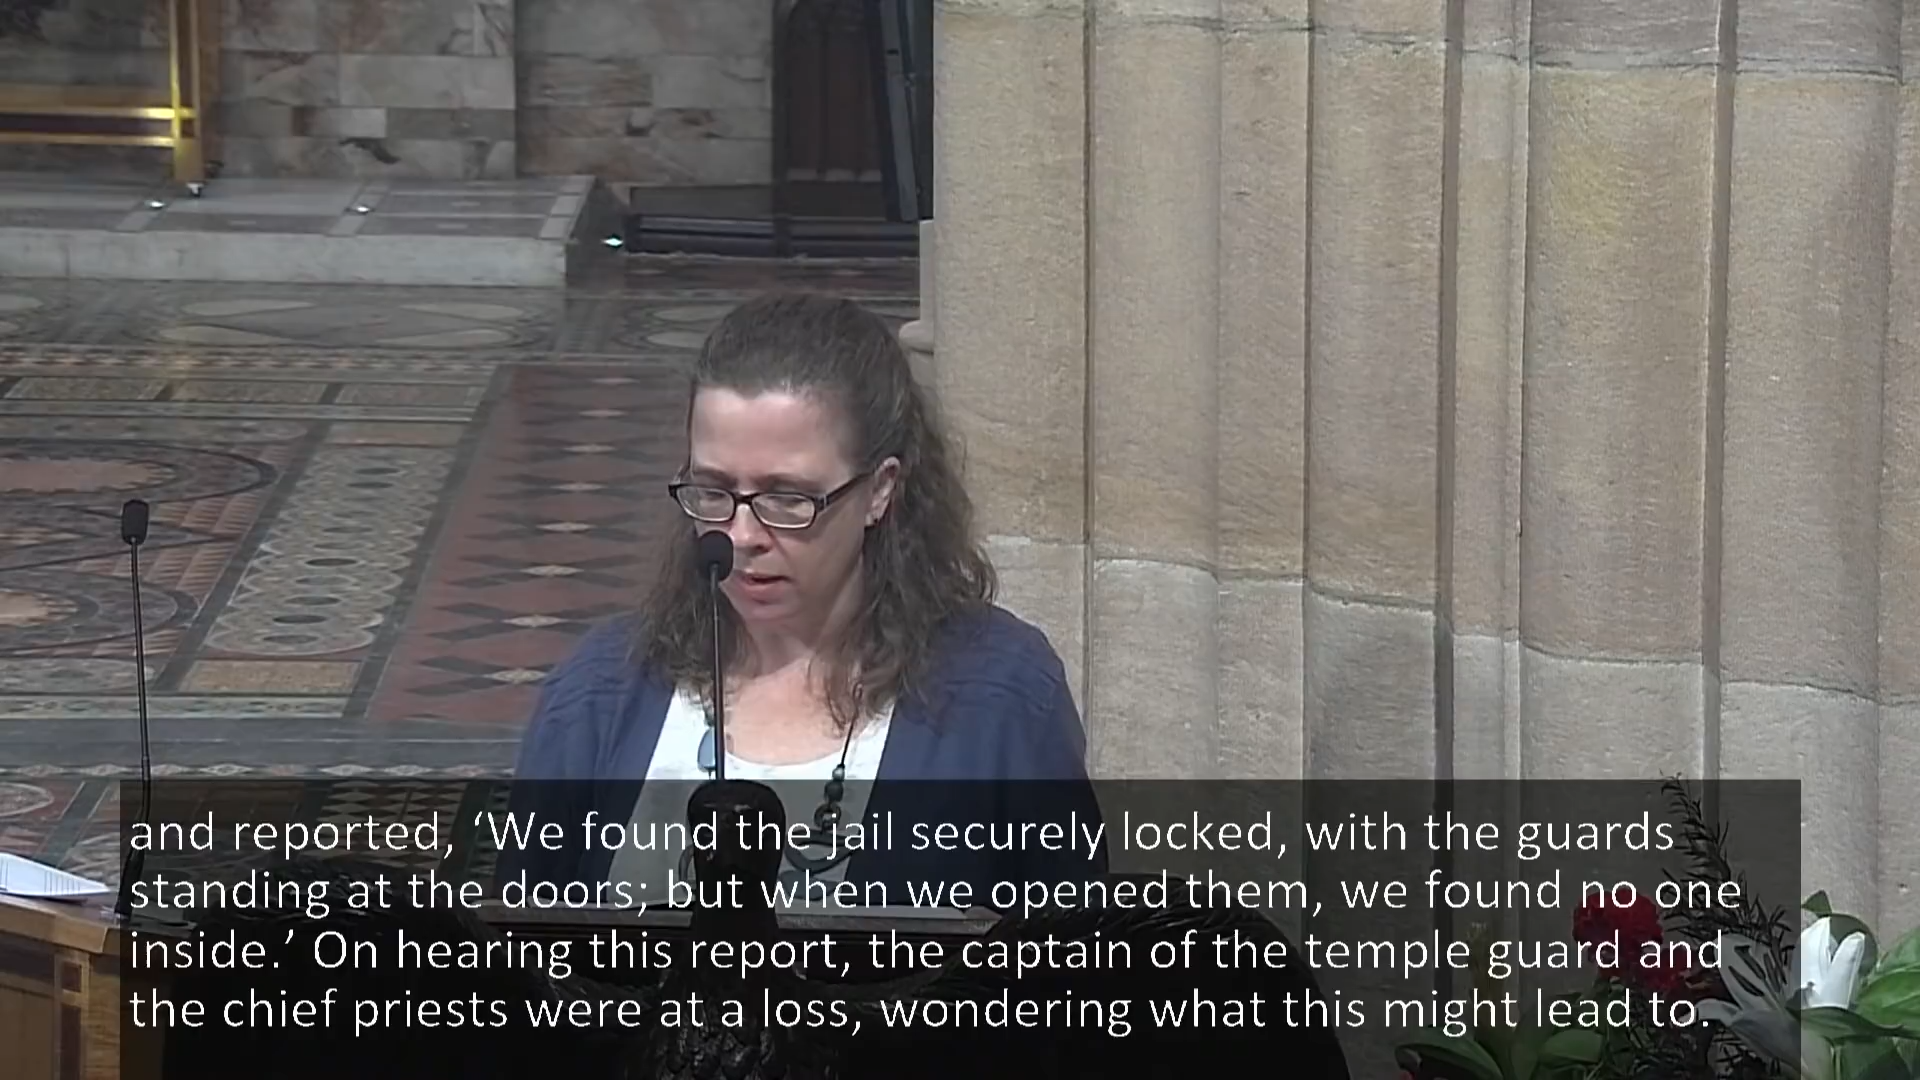 and reported, ‘We found the jail securely locked, with the guards
standing at the doors; but when we opened them, we found no one
inside.’ On hearing this report, the captain of the temple guard and
the chief priests were at a loss, wondering what this might lead to.